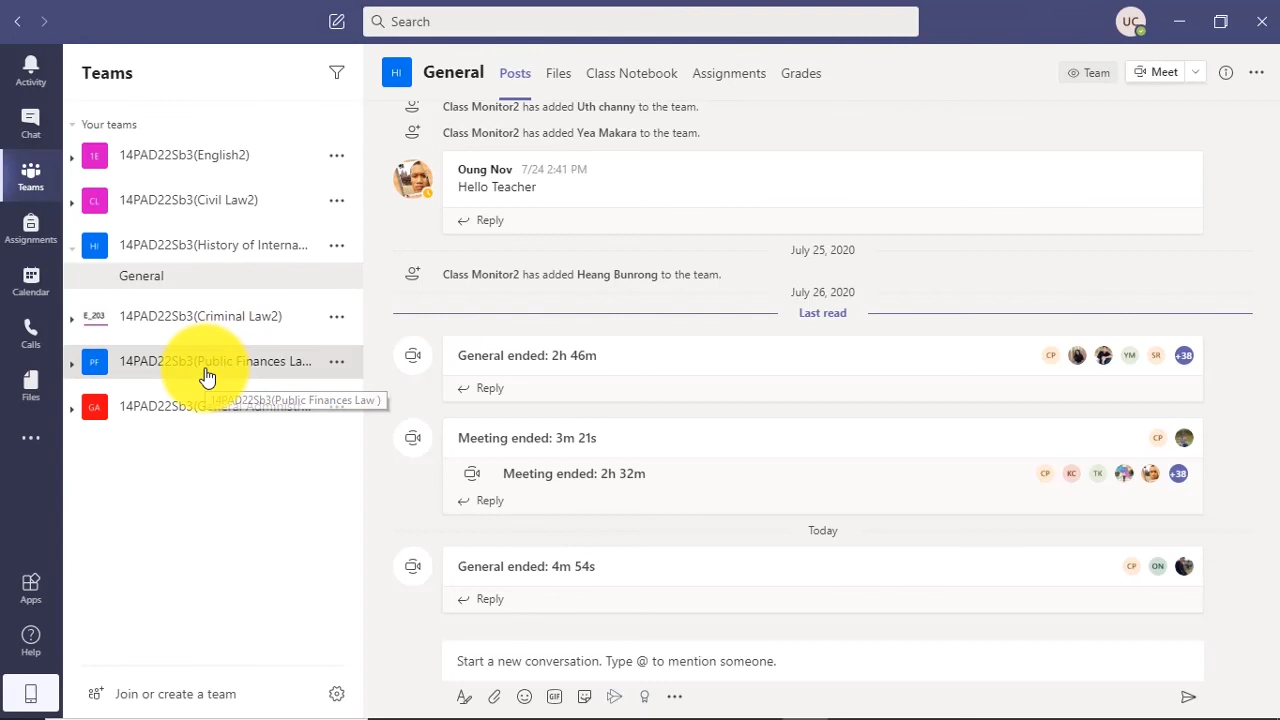 Search
UC
Activity
Chat
Teams
Assignments
Calendar
Calls
Files
Apps
Help
Teams
Your teams
1E 14PAD22Sb3(English2)
CL 14PAD22Sb3(Civil Law2)
HI 14PAD22Sb3(History of Interna...
General
E_203 14PAD22Sb3(Criminal Law2)
PF 14PAD22Sb3(Public Finances La...
14PAD22Sb3(Public Finances Law )
GA 14PAD22Sb3(General Administr...
Join or create a team
HI General Posts Files Class Notebook Assignments Grades Team Meet
Class Monitor2 has added Uth channy to the team.
Class Monitor2 has added Yea Makara to the team.
Oung Nov 7/24 2:41 PM
Hello Teacher
Reply
July 25, 2020
Class Monitor2 has added Heang Bunrong to the team.
July 26, 2020
Last read
General ended: 2h 46m CP YM SR +38
Reply
Meeting ended: 3m 21s CP
Meeting ended: 2h 32m CP KC TK +38
Reply
Today
General ended: 4m 54s CP ON
Reply
Start a new conversation. Type @ to mention someone.
GIF